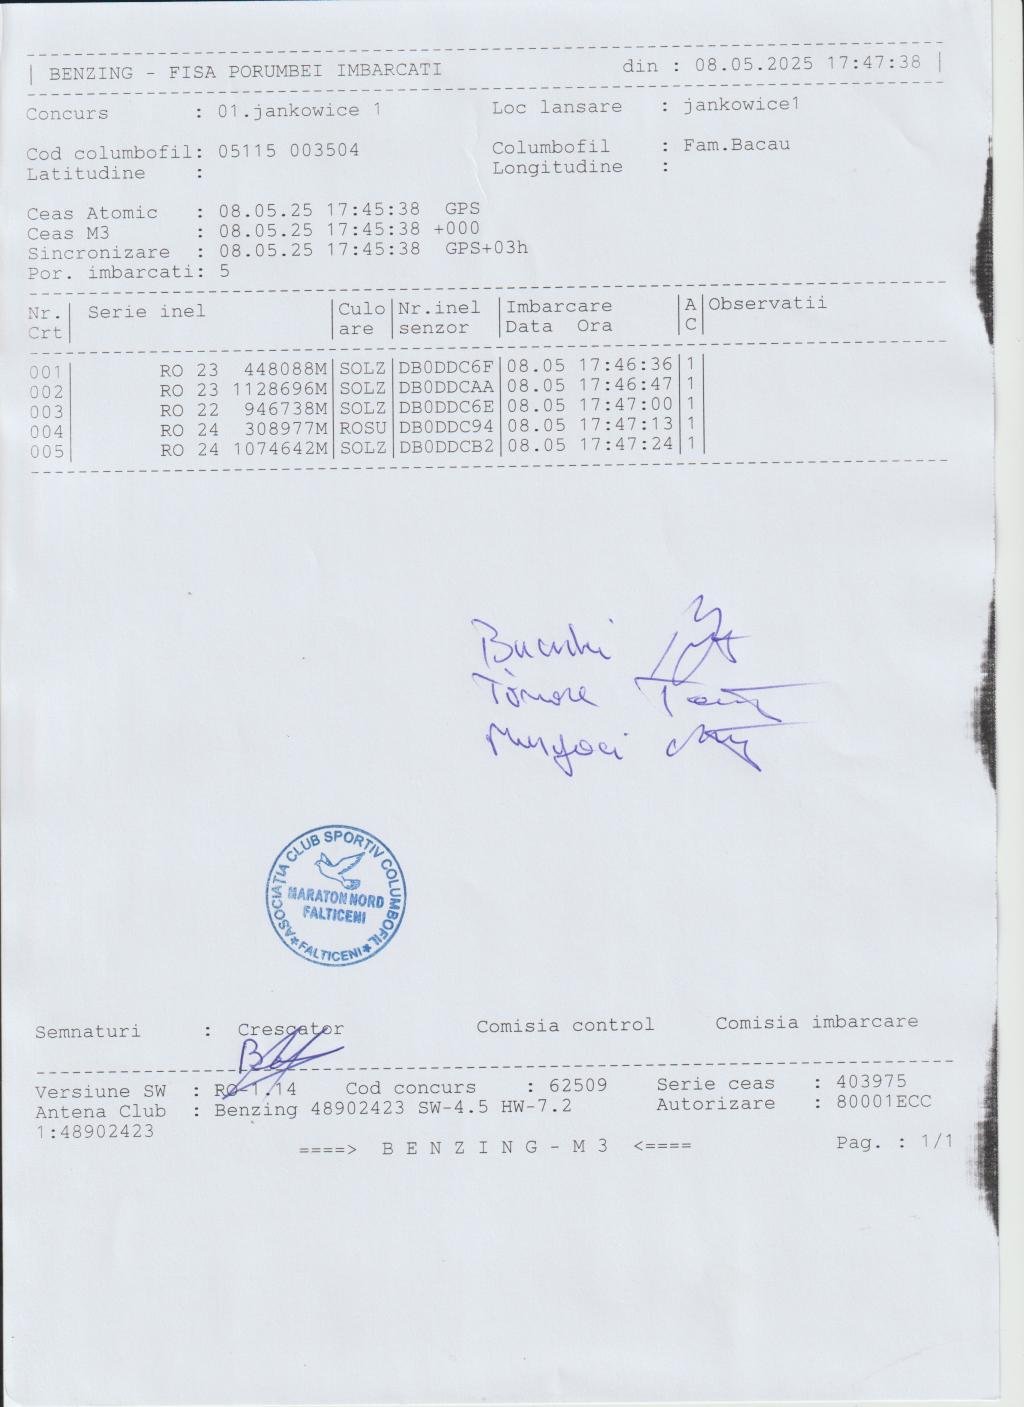 | BENZING - FISA PORUMBEI IMBARCATI din : 08.05.2025 17:47:38 |
Concurs : 01.jankowice 1 Loc lansare : jankowice1
Cod columbofil: 05115 003504 Columbofil : Fam.Bacau
Latitudine : Longitudine :
Ceas Atomic : 08.05.25 17:45:38 GPS
Ceas M3 : 08.05.25 17:45:38 +000
Sincronizare : 08.05.25 17:45:38 GPS+03h
Por. imbarcati: 5
Nr.| Serie inel |Culo|Nr.inel |Imbarcare |A|Observatii
Crt| |are |senzor |Data Ora |C|
001| RO 23 448088M|SOLZ|DB0DDC6F|08.05 17:46:36|1|
002| RO 23 1128696M|SOLZ|DB0DDCAA|08.05 17:46:47|1|
003| RO 22 946738M|SOLZ|DB0DDC6E|08.05 17:47:00|1|
004| RO 24 308977M|ROSU|DB0DDC94|08.05 17:47:13|1|
005| RO 24 1074642M|SOLZ|DB0DDCB2|08.05 17:47:24|1|
ASOCIATIA CLUB SPORTIV COLUMBOFIL
MARATON NORD
FALTICENI
FALTICENI
Semnaturi : Crescator Comisia control Comisia imbarcare
Versiune SW : RO-1.14 Cod concurs : 62509 Serie ceas : 403975
Antena Club : Benzing 48902423 SW-4.5 HW-7.2 Autorizare : 80001ECC
1:48902423
====> B E N Z I N G - M 3 <==== Pag. : 1/1